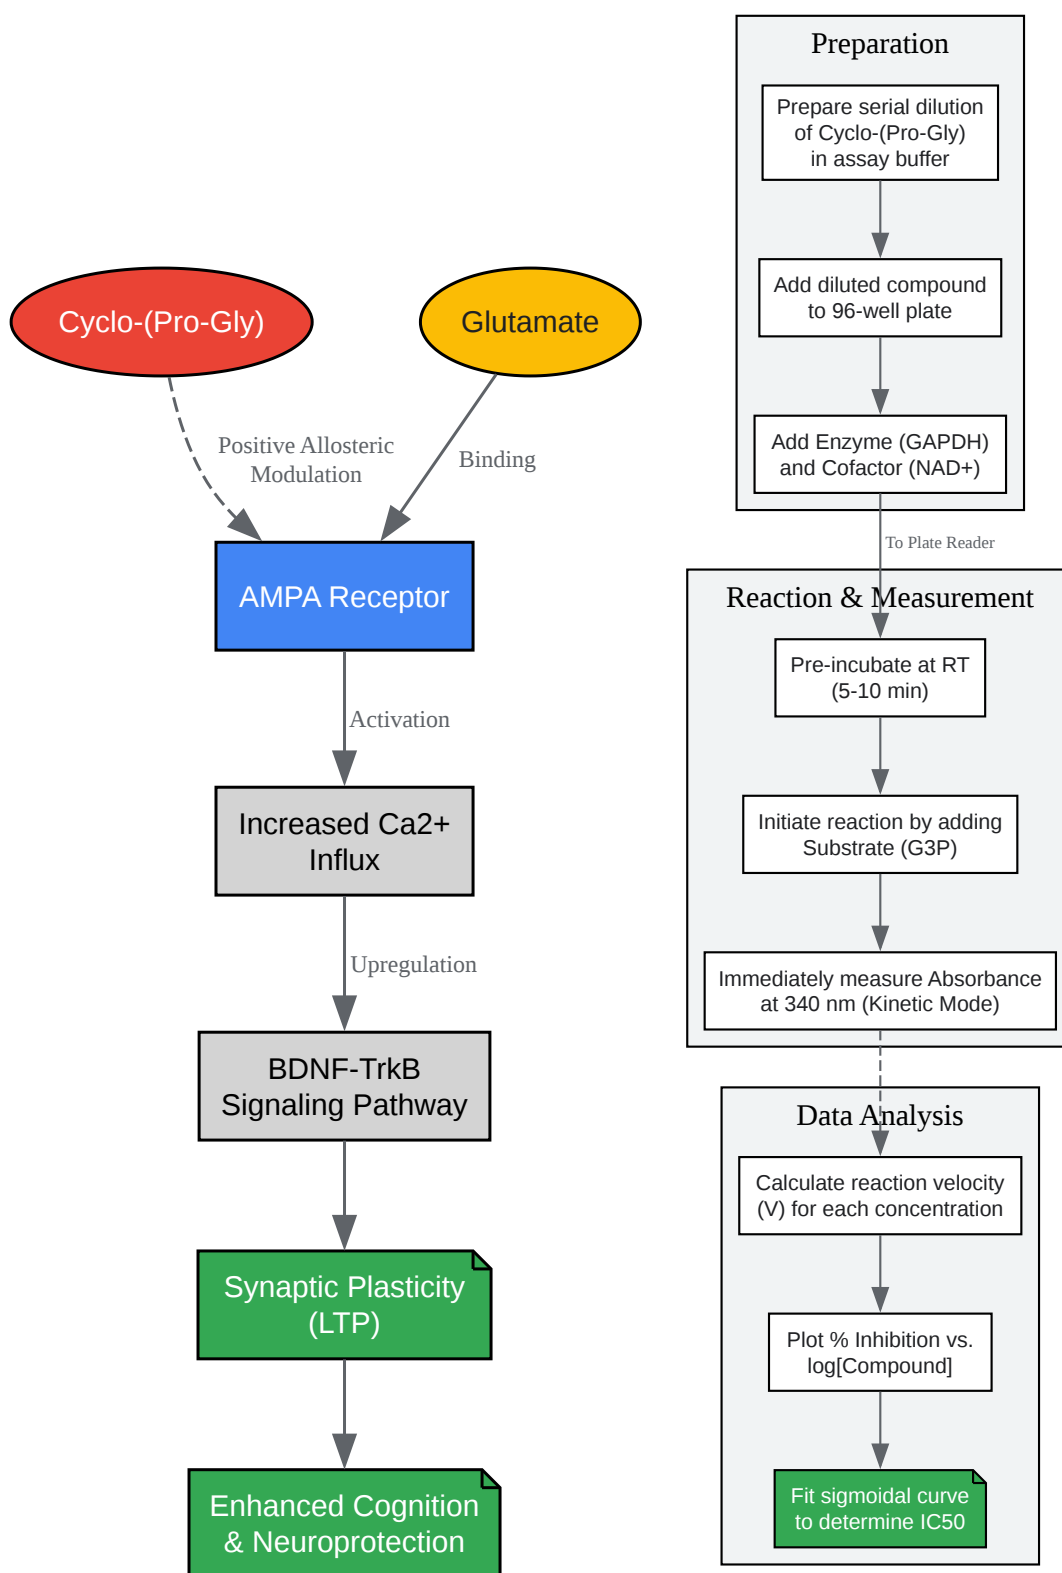 Cyclo-(Pro-Gly)
Glutamate
Positive Allosteric
Modulation
Binding
AMPA Receptor
Activation
Increased Ca2+
Influx
Upregulation
BDNF-TrkB
Signaling Pathway
Synaptic Plasticity
(LTP)
Enhanced Cognition
& Neuroprotection
Preparation
Prepare serial dilution
of Cyclo-(Pro-Gly)
in assay buffer
Add diluted compound
to 96-well plate
Add Enzyme (GAPDH)
and Cofactor (NAD+)
To Plate Reader
Reaction & Measurement
Pre-incubate at RT
(5-10 min)
Initiate reaction by adding
Substrate (G3P)
Immediately measure Absorbance
at 340 nm (Kinetic Mode)
Data Analysis
Calculate reaction velocity
(V) for each concentration
Plot % Inhibition vs.
log[Compound]
Fit sigmoidal curve
to determine IC50